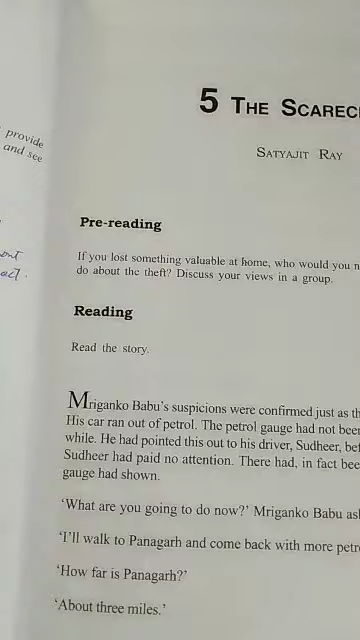 provide
and see
5 THE SCAREC
SATYAJIT RAY
Pre-reading
If you lost something valuable at home, who would you n
do about the theft? Discuss your views in a group.
Reading
Read the story.
Mriganko Babu's suspicions were confirmed just as th
His car ran out of petrol. The petrol gauge had not been
while. He had pointed this out to his driver, Sudheer, bef
Sudheer had paid no attention. There had, in fact bee
gauge had shown.
'What are you going to do now?' Mriganko Babu as
'I'll walk to Panagarh and come back with more petr
'How far is Panagarh?'
'About three miles.'